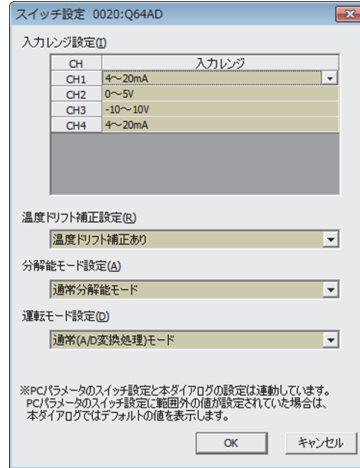 スイッチ設定 0020:Q64AD
入力レンジ設定(I)
CH 入力レンジ
CH1 4～20mA
CH2 0～5V
CH3 -10～10V
CH4 4～20mA
温度ドリフト補正設定(R)
温度ドリフト補正あり
分解能モード設定(A)
通常分解能モード
運転モード設定(D)
通常(A/D変換処理)モード
※PCパラメータのスイッチ設定と本ダイアログの設定は連動しています。
PCパラメータのスイッチ設定に範囲外の値が設定されていた場合は、
本ダイアログではデフォルトの値を表示します。
OK キャンセル